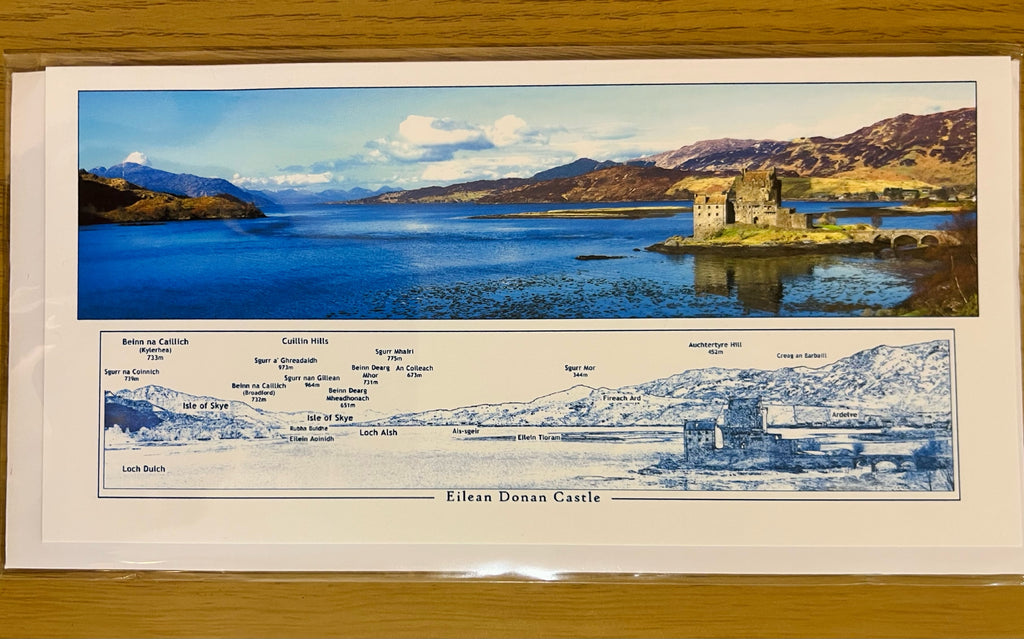 Beinn na Caillich
(Kylerhea)
733m
Sgurr na Coinnich
739m
Cuillin Hills
Sgurr a' Ghreadaidh
973m
Sgurr nan Gillean
964m
Beinn na Caillich
(Broadford)
732m
Sgurr Mhairi
775m
Beinn Dearg
Mhor
731m
An Coileach
673m
Beinn Dearg
Mheadhonach
651m
Sgurr Mor
344m
Auchtertyre Hill
452m
Creag an Earbaill
Isle of Skye
Isle of Skye
Fireach Ard
Ardelve
Rubha Buidhe
Eilein Aoinidh
Loch Alsh
Ais-sgeir
Eilein Tioram
Loch Duich
Eilean Donan Castle